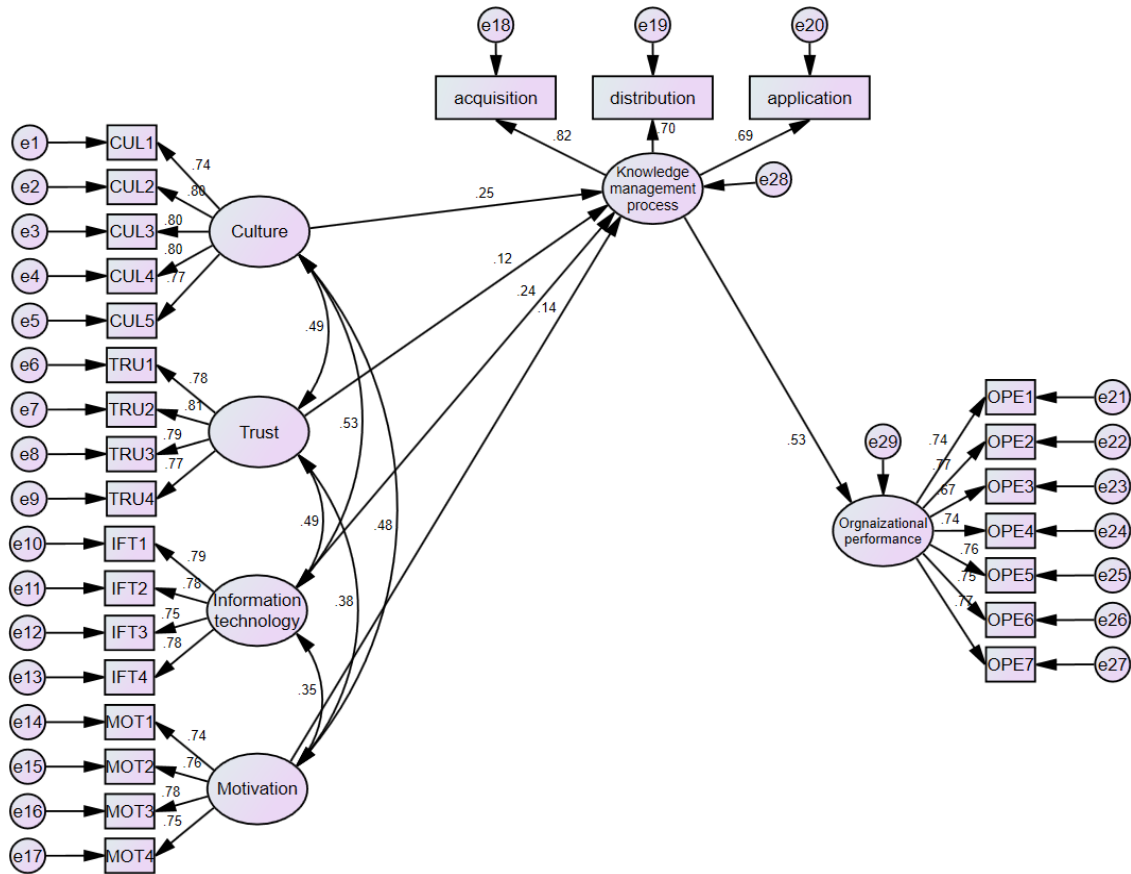 e18
e19
e20
acquisition
distribution
application
.82
.70
.69
Knowledge
management
process
e28
e1
CUL1
.74
e2
CUL2
.80
e3
CUL3
.80
e4
CUL4
.80
e5
CUL5
.77
Culture
.25
.12
.24
.14
.49
.53
.48
e6
TRU1
.78
e7
TRU2
.81
e8
TRU3
.79
e9
TRU4
.77
Trust
.49
.38
e10
IFT1
.79
e11
IFT2
.78
e12
IFT3
.75
e13
IFT4
.78
Information
technology
.35
e14
MOT1
.74
e15
MOT2
.76
e16
MOT3
.78
e17
MOT4
.75
Motivation
.53
e29
Orgnaizational
performance
.74
OPE1
e21
.77
OPE2
e22
.67
OPE3
e23
.74
OPE4
e24
.76
OPE5
e25
.75
OPE6
e26
.77
OPE7
e27